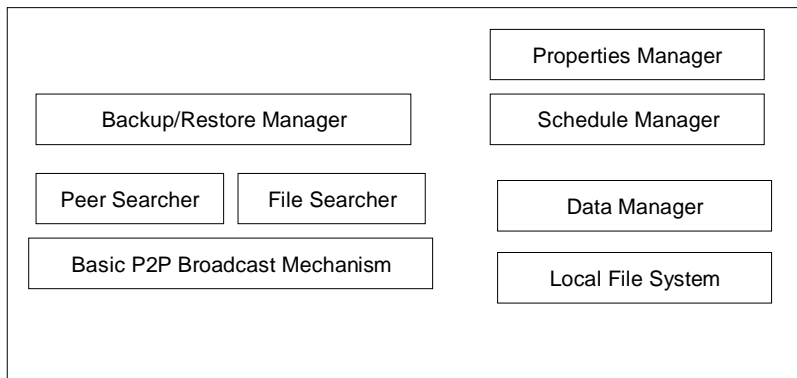 Properties Manager
Backup/Restore Manager
Schedule Manager
Peer Searcher
File Searcher
Data Manager
Basic P2P Broadcast Mechanism
Local File System